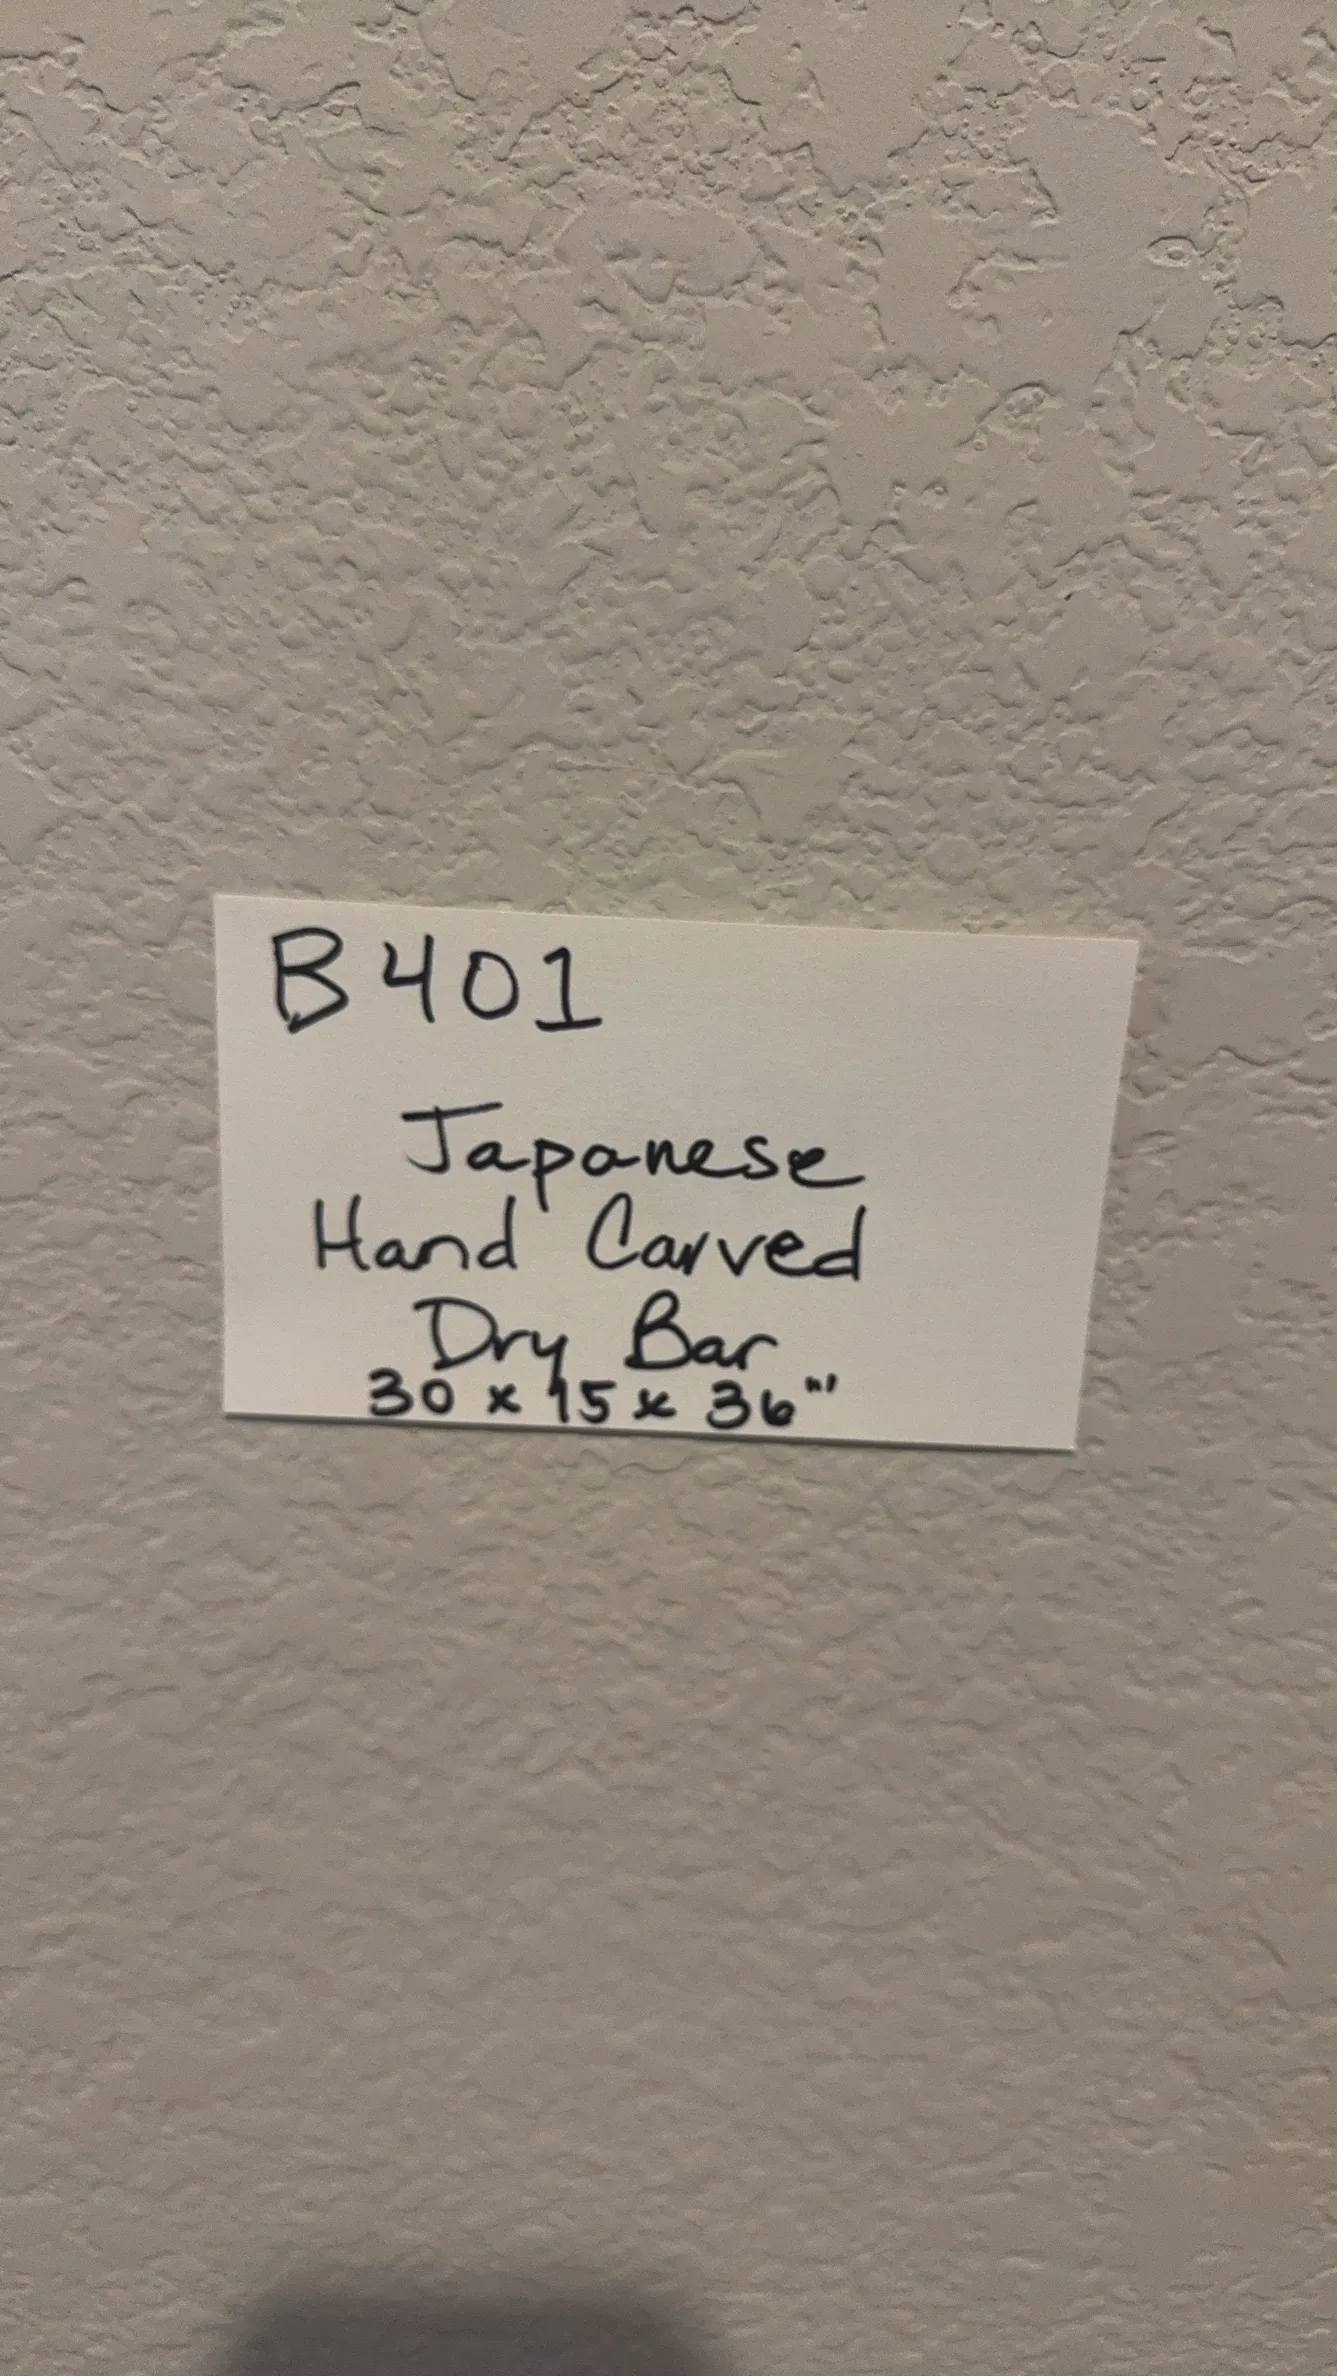 B401
Japanese
Hand Carved
Dry Bar
30 x 15 x 36"